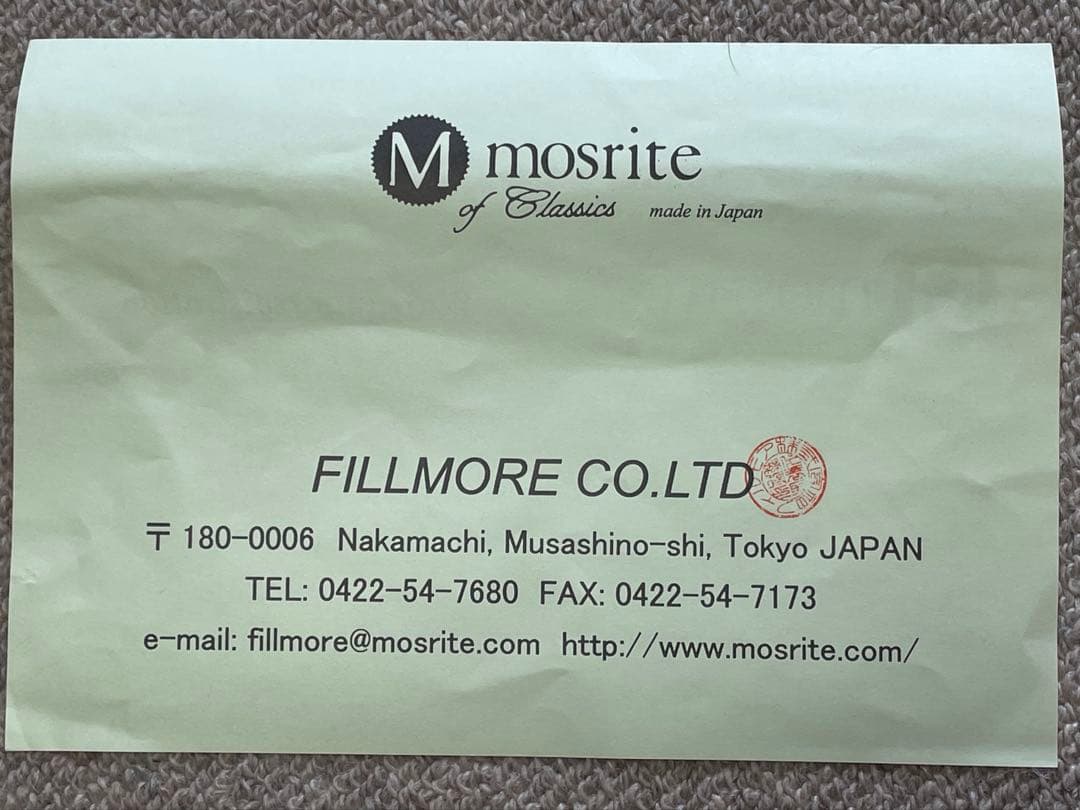 M mosrite
of Classics made in Japan
FILLMORE CO.LTD
〒180-0006 Nakamachi, Musashino-shi, Tokyo JAPAN
TEL: 0422-54-7680 FAX: 0422-54-7173
e-mail: fillmore@mosrite.com http://www.mosrite.com/